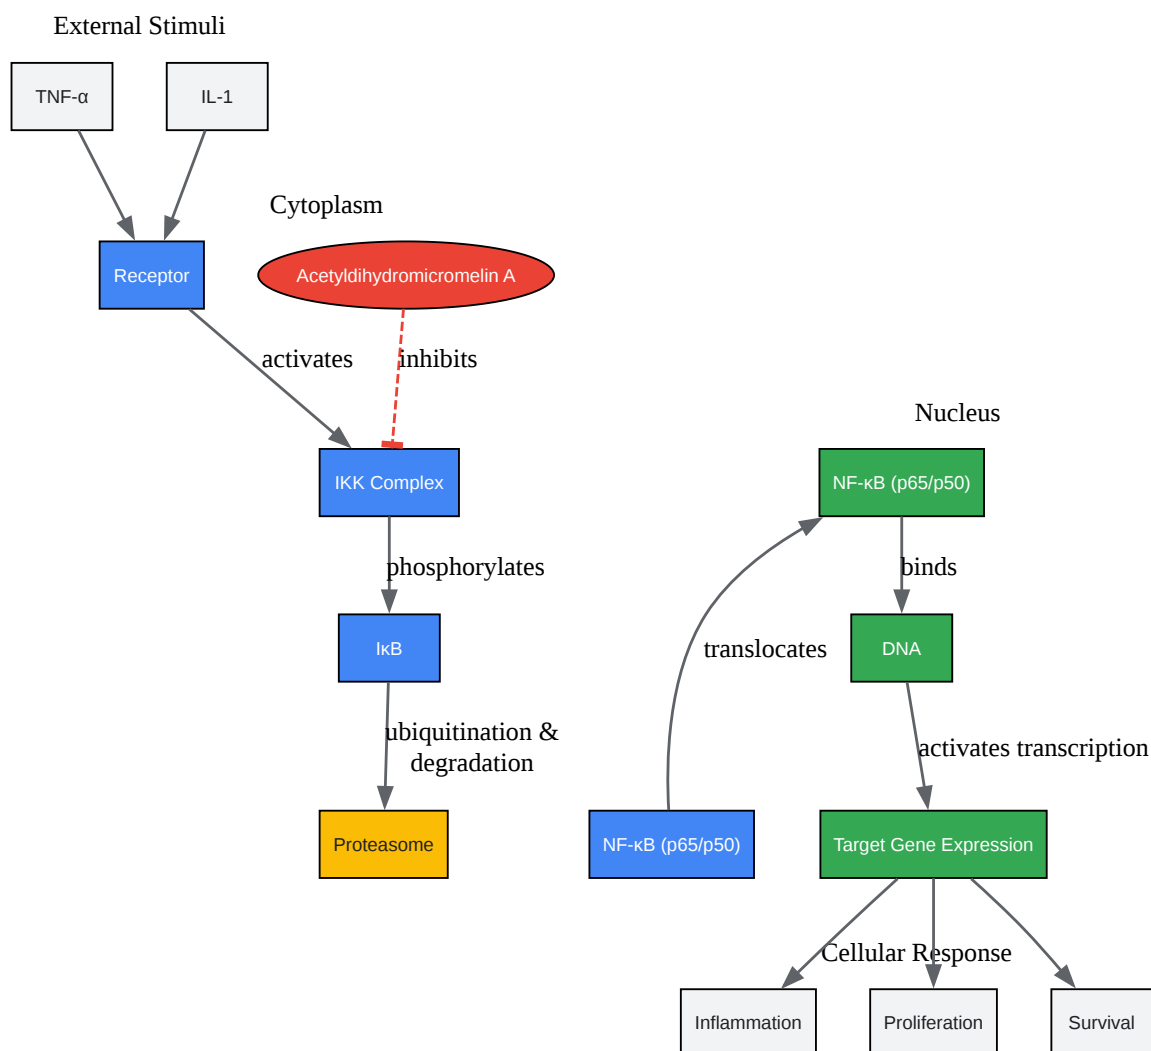 External Stimuli
TNF-α
IL-1
Cytoplasm
Receptor
Acetyldihydromicromelin A
activates
inhibits
Nucleus
IKK Complex
NF-κB (p65/p50)
phosphorylates
binds
IκB
translocates
DNA
ubiquitination &
degradation
activates transcription
Proteasome
NF-κB (p65/p50)
Target Gene Expression
Cellular Response
Inflammation
Proliferation
Survival